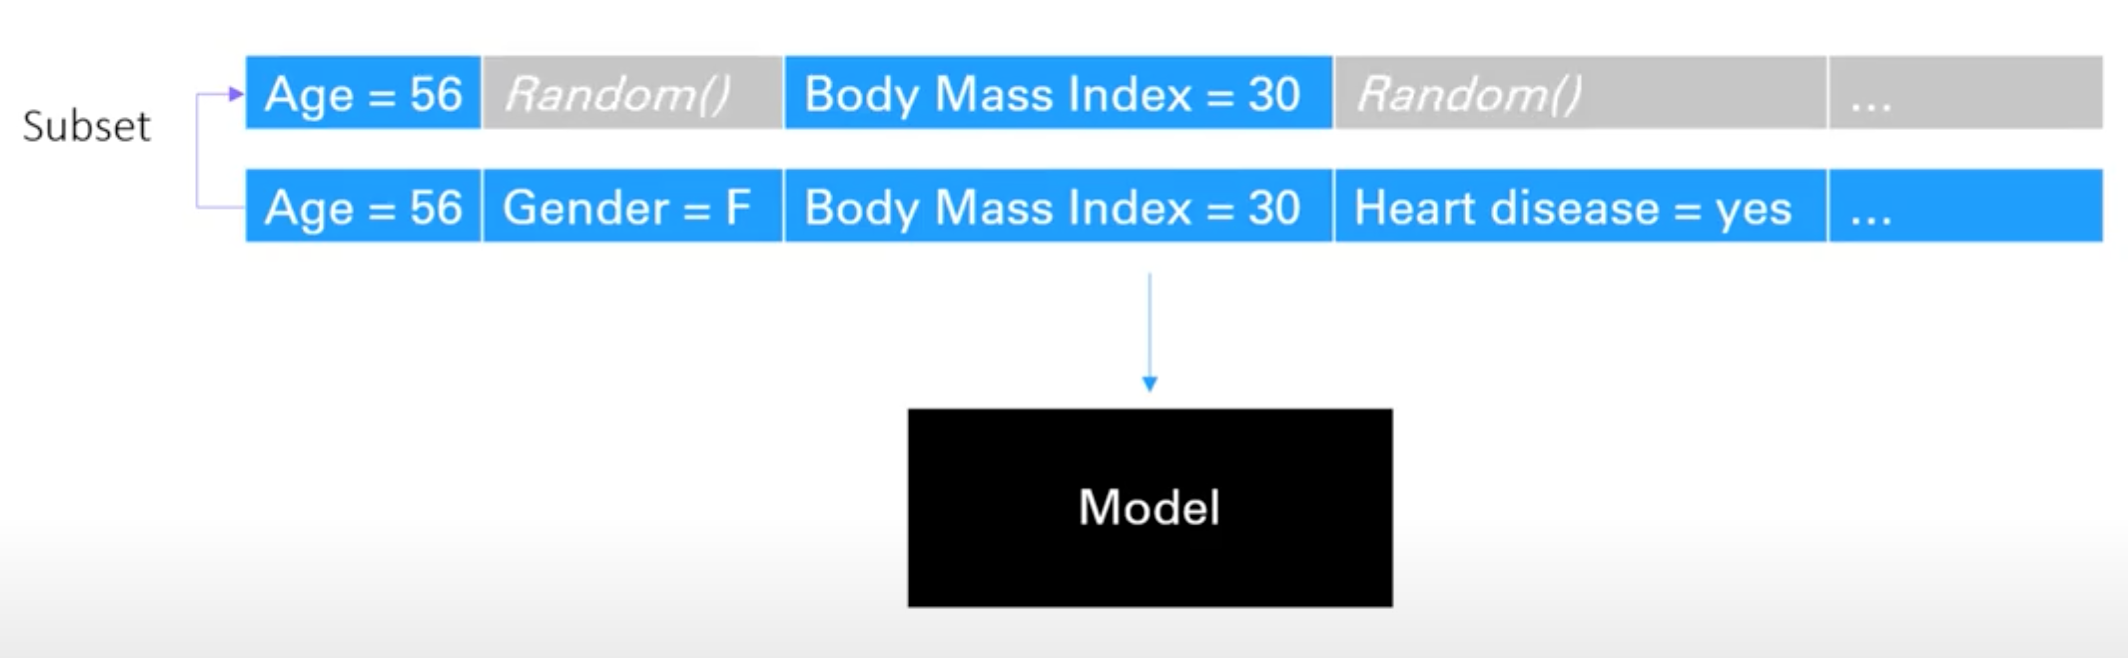 Age = 56 Random() Body Mass Index = 30 Random() ...
Subset
Age = 56 Gender = F Body Mass Index = 30 Heart disease = yes ...
Model